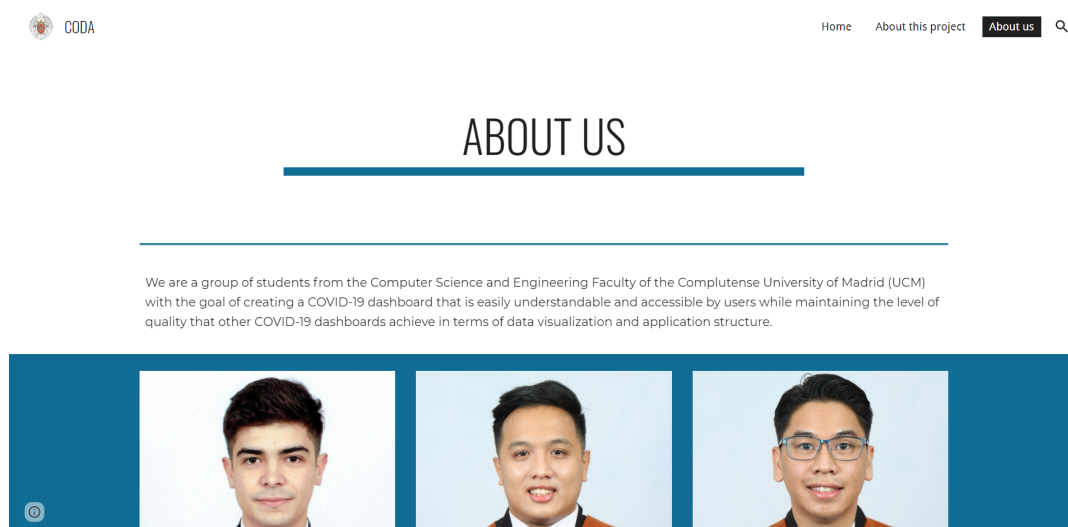 CODA
Home About this project About us
ABOUT US
We are a group of students from the Computer Science and Engineering Faculty of the Complutense University of Madrid (UCM)
with the goal of creating a COVID-19 dashboard that is easily understandable and accessible by users while maintaining the level of
quality that other COVID-19 dashboards achieve in terms of data visualization and application structure.